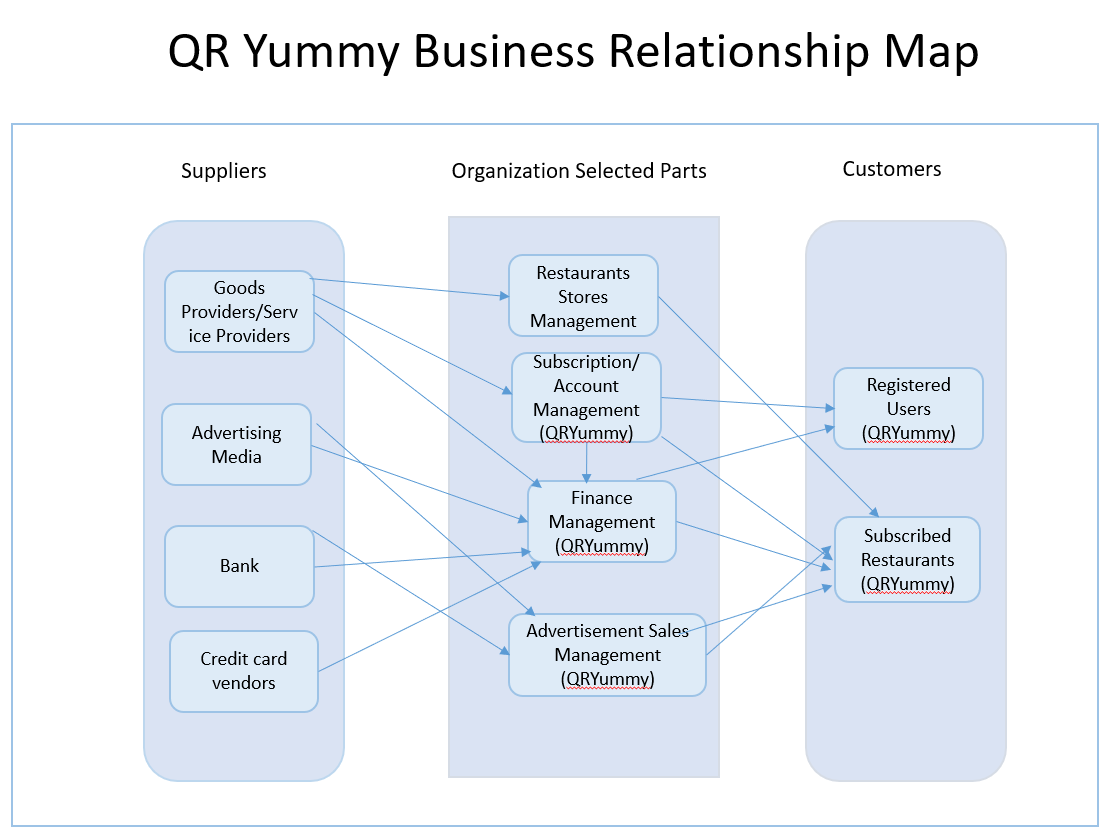 QR Yummy Business Relationship Map
Suppliers
Organization Selected Parts
Customers
Goods
Providers/Serv
ice Providers
Advertising
Media
Bank
Credit card
vendors
Restaurants
Stores
Management
Subscription/
Account
Management
(QRYummy)
Finance
Management
(QRYummy)
Advertisement Sales
Management
(QRYummy)
Registered
Users
(QRYummy)
Subscribed
Restaurants
(QRYummy)